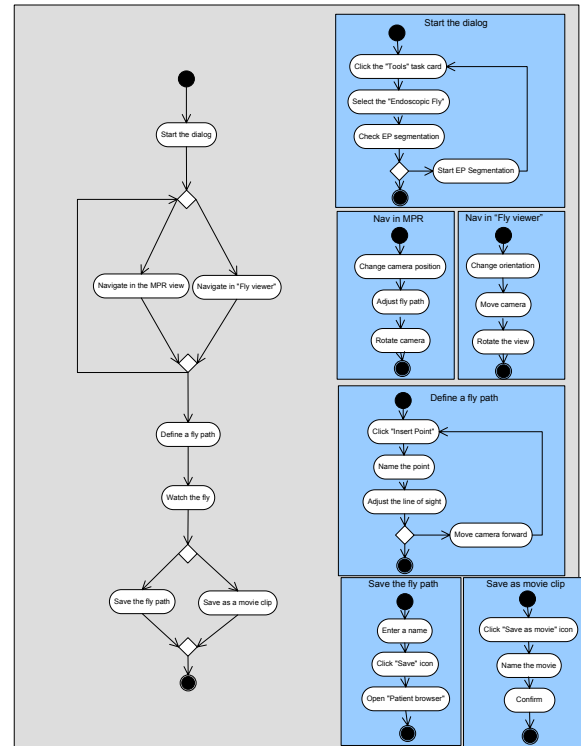 Start the dialog
Navigate in the MPR view
Navigate in "Fly viewer"
Define a fly path
Watch the fly
Save the fly path
Save as a movie clip
Start the dialog
Click the "Tools" task card
Select the "Endoscopic Fly"
Check EP segmentation
Start EP Segmentation
Nav in MPR
Change camera position
Adjust fly path
Rotate camera
Nav in "Fly viewer"
Change orientation
Move camera
Rotate the view
Define a fly path
Click "Insert Point"
Name the point
Adjust the line of sight
Move camera forward
Save the fly path
Enter a name
Click "Save" icon
Open "Patient browser"
Save as movie clip
Click "Save as movie" icon
Name the movie
Confirm